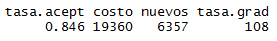 tasa.acept costo nuevos tasa.grad
0.846 19360 6357 108